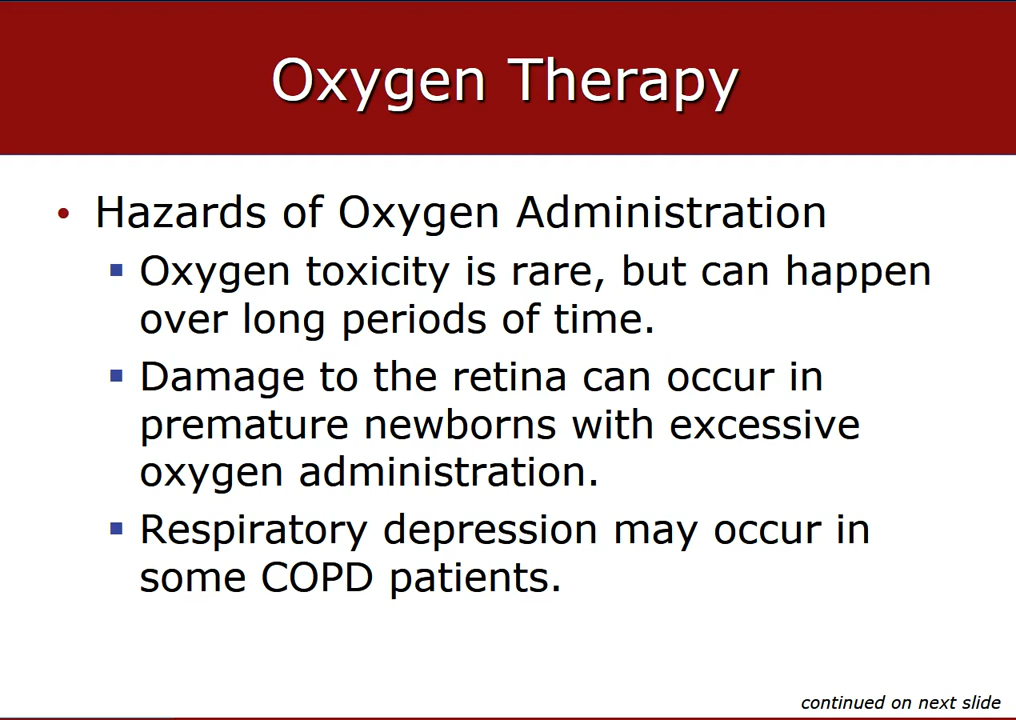 Oxygen Therapy
• Hazards of Oxygen Administration
▪ Oxygen toxicity is rare, but can happen
over long periods of time.
▪ Damage to the retina can occur in
premature newborns with excessive
oxygen administration.
▪ Respiratory depression may occur in
some COPD patients.
continued on next slide